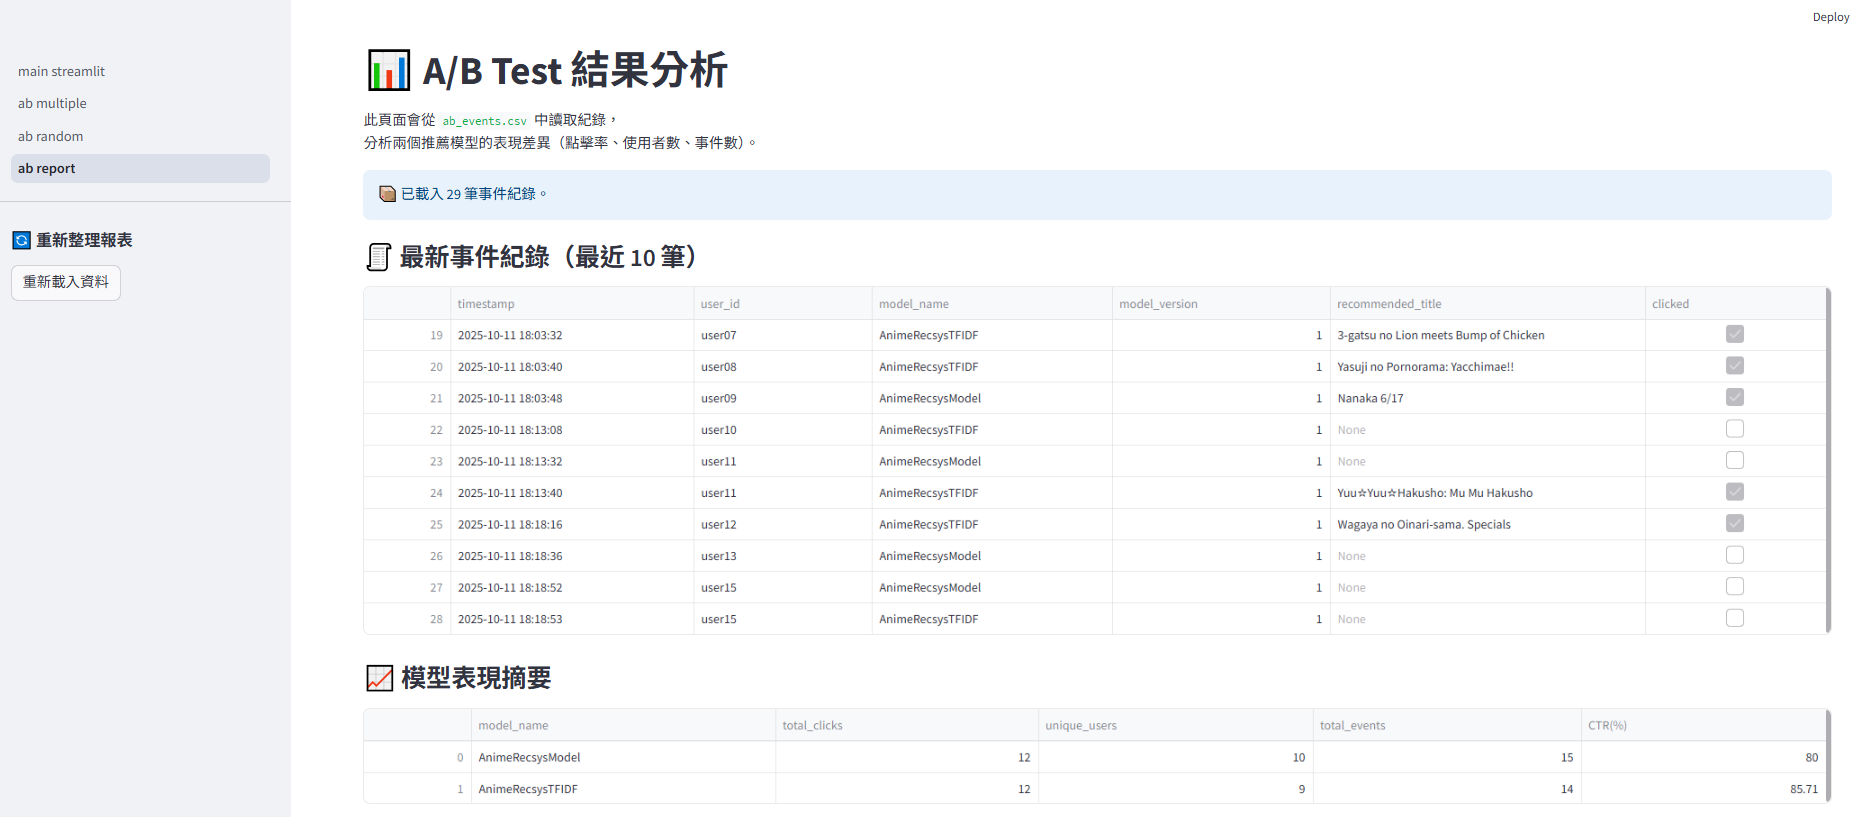 Deploy
main streamlit
ab multiple
ab random
ab report
重新整理報表
重新載入資料
A/B Test 結果分析
此頁面會從 ab_events.csv 中讀取紀錄，
分析兩個推薦模型的表現差異（點擊率、使用者數、事件數）。
已載入 29 筆事件紀錄。
最新事件紀錄（最近 10 筆）
timestamp user_id model_name model_version recommended_title clicked
19 2025-10-11 18:03:32 user07 AnimeRecsysTFIDF 1 3-gatsu no Lion meets Bump of Chicken
20 2025-10-11 18:03:40 user08 AnimeRecsysTFIDF 1 Yasuji no Pornorama: Yacchimae!!
21 2025-10-11 18:03:48 user09 AnimeRecsysModel 1 Nanaka 6/17
22 2025-10-11 18:13:08 user10 AnimeRecsysTFIDF 1 None
23 2025-10-11 18:13:32 user11 AnimeRecsysModel 1 None
24 2025-10-11 18:13:40 user11 AnimeRecsysTFIDF 1 Yuu☆Yuu☆Hakusho: Mu Mu Hakusho
25 2025-10-11 18:18:16 user12 AnimeRecsysTFIDF 1 Wagaya no Oinari-sama. Specials
26 2025-10-11 18:18:36 user13 AnimeRecsysModel 1 None
27 2025-10-11 18:18:52 user15 AnimeRecsysModel 1 None
28 2025-10-11 18:18:53 user15 AnimeRecsysTFIDF 1 None
模型表現摘要
model_name total_clicks unique_users total_events CTR(%)
0 AnimeRecsysModel 12 10 15 80
1 AnimeRecsysTFIDF 12 9 14 85.71